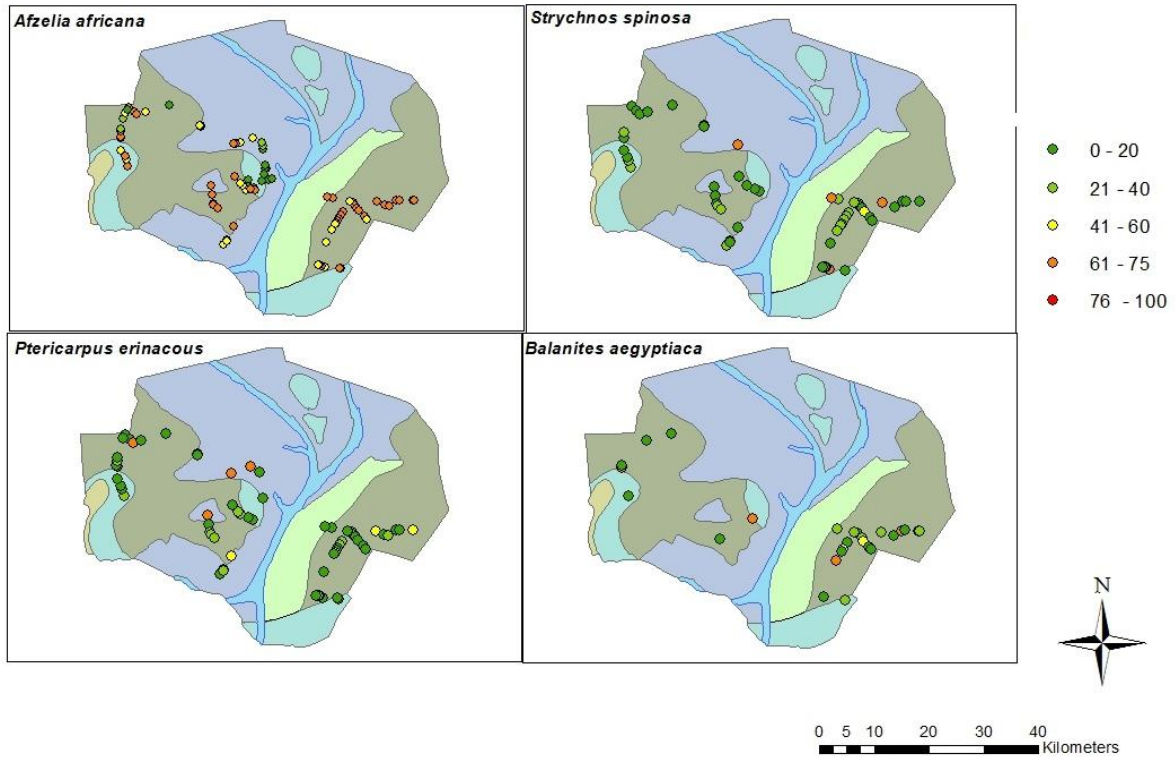 Afzelia africana
Strychnos spinosa
0 - 20
21 - 40
41 - 60
61 - 75
76 - 100
Ptericarpus erinacous
Balanites aegyptiaca
N
0 5 10 20 30 40
Kilometers